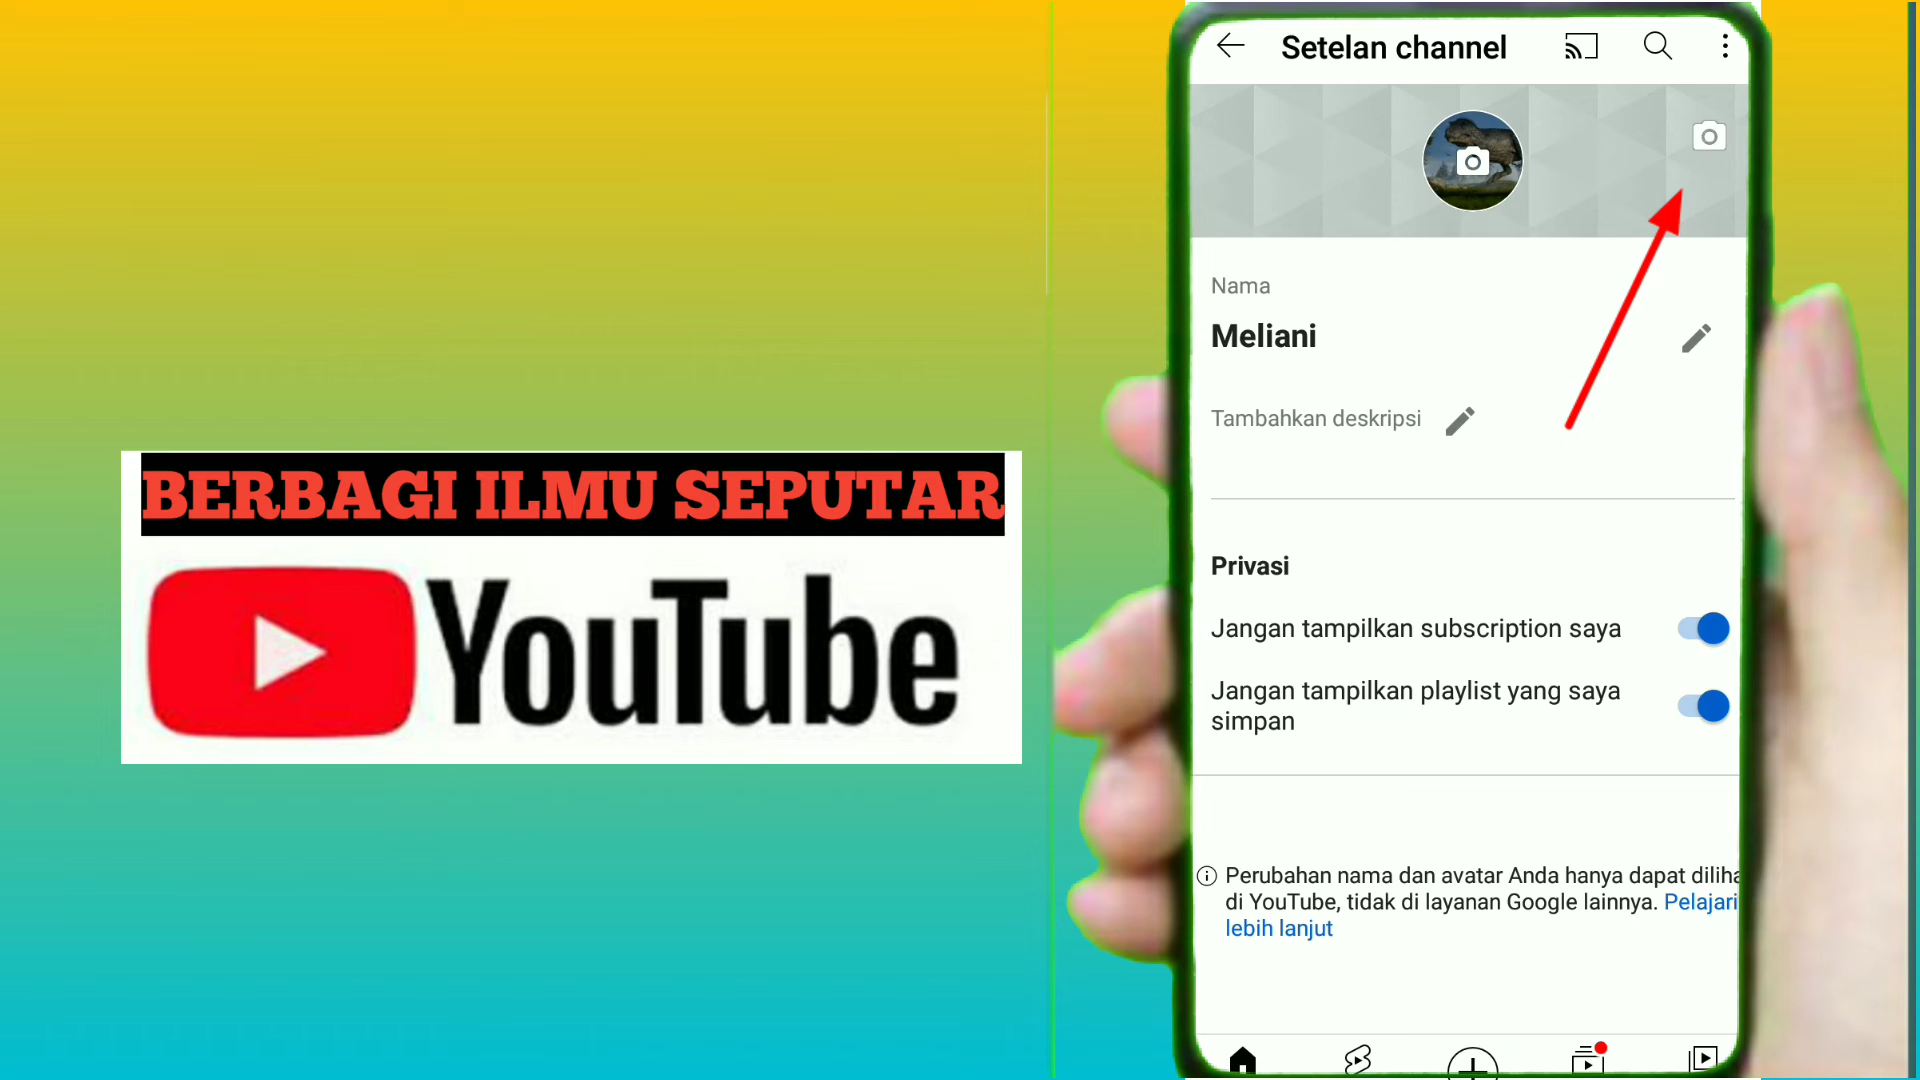 BERBAGI ILMU SEPUTAR
YouTube
Setelan channel
Nama
Meliani
Tambahkan deskripsi
Privasi
Jangan tampilkan subscription saya
Jangan tampilkan playlist yang saya
simpan
Perubahan nama dan avatar Anda hanya dapat diliha
di YouTube, tidak di layanan Google lainnya. Pelajari
lebih lanjut